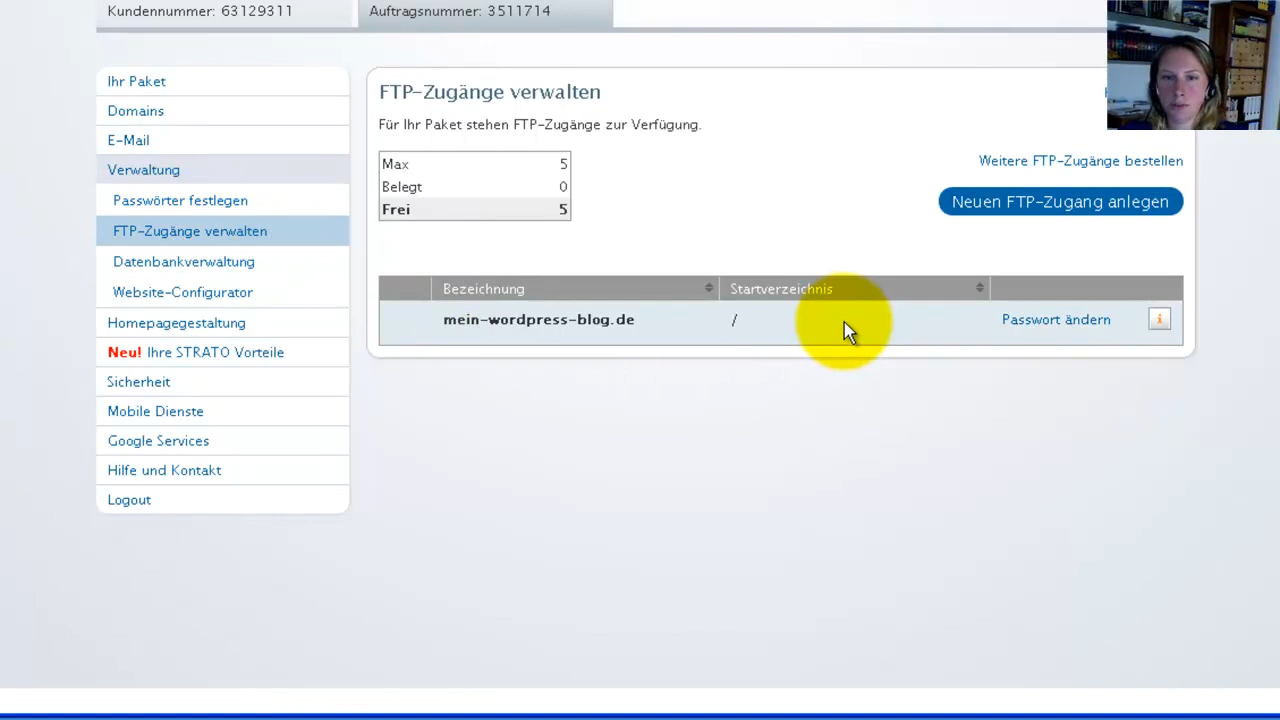 Kundennummer: 63129311 Auftragsnummer: 3511714
Ihr Paket
Domains
E-Mail
Verwaltung
Passwörter festlegen
FTP-Zugänge verwalten
Datenbankverwaltung
Website-Configurator
Homepagegestaltung
Neu! Ihre STRATO Vorteile
Sicherheit
Mobile Dienste
Google Services
Hilfe und Kontakt
Logout
FTP-Zugänge verwalten
Für Ihr Paket stehen FTP-Zugänge zur Verfügung.
Max 5
Belegt 0
Frei 5
Weitere FTP-Zugänge bestellen
Neuen FTP-Zugang anlegen
Bezeichnung Startverzeichnis
mein-wordpress-blog.de / Passwort ändern i